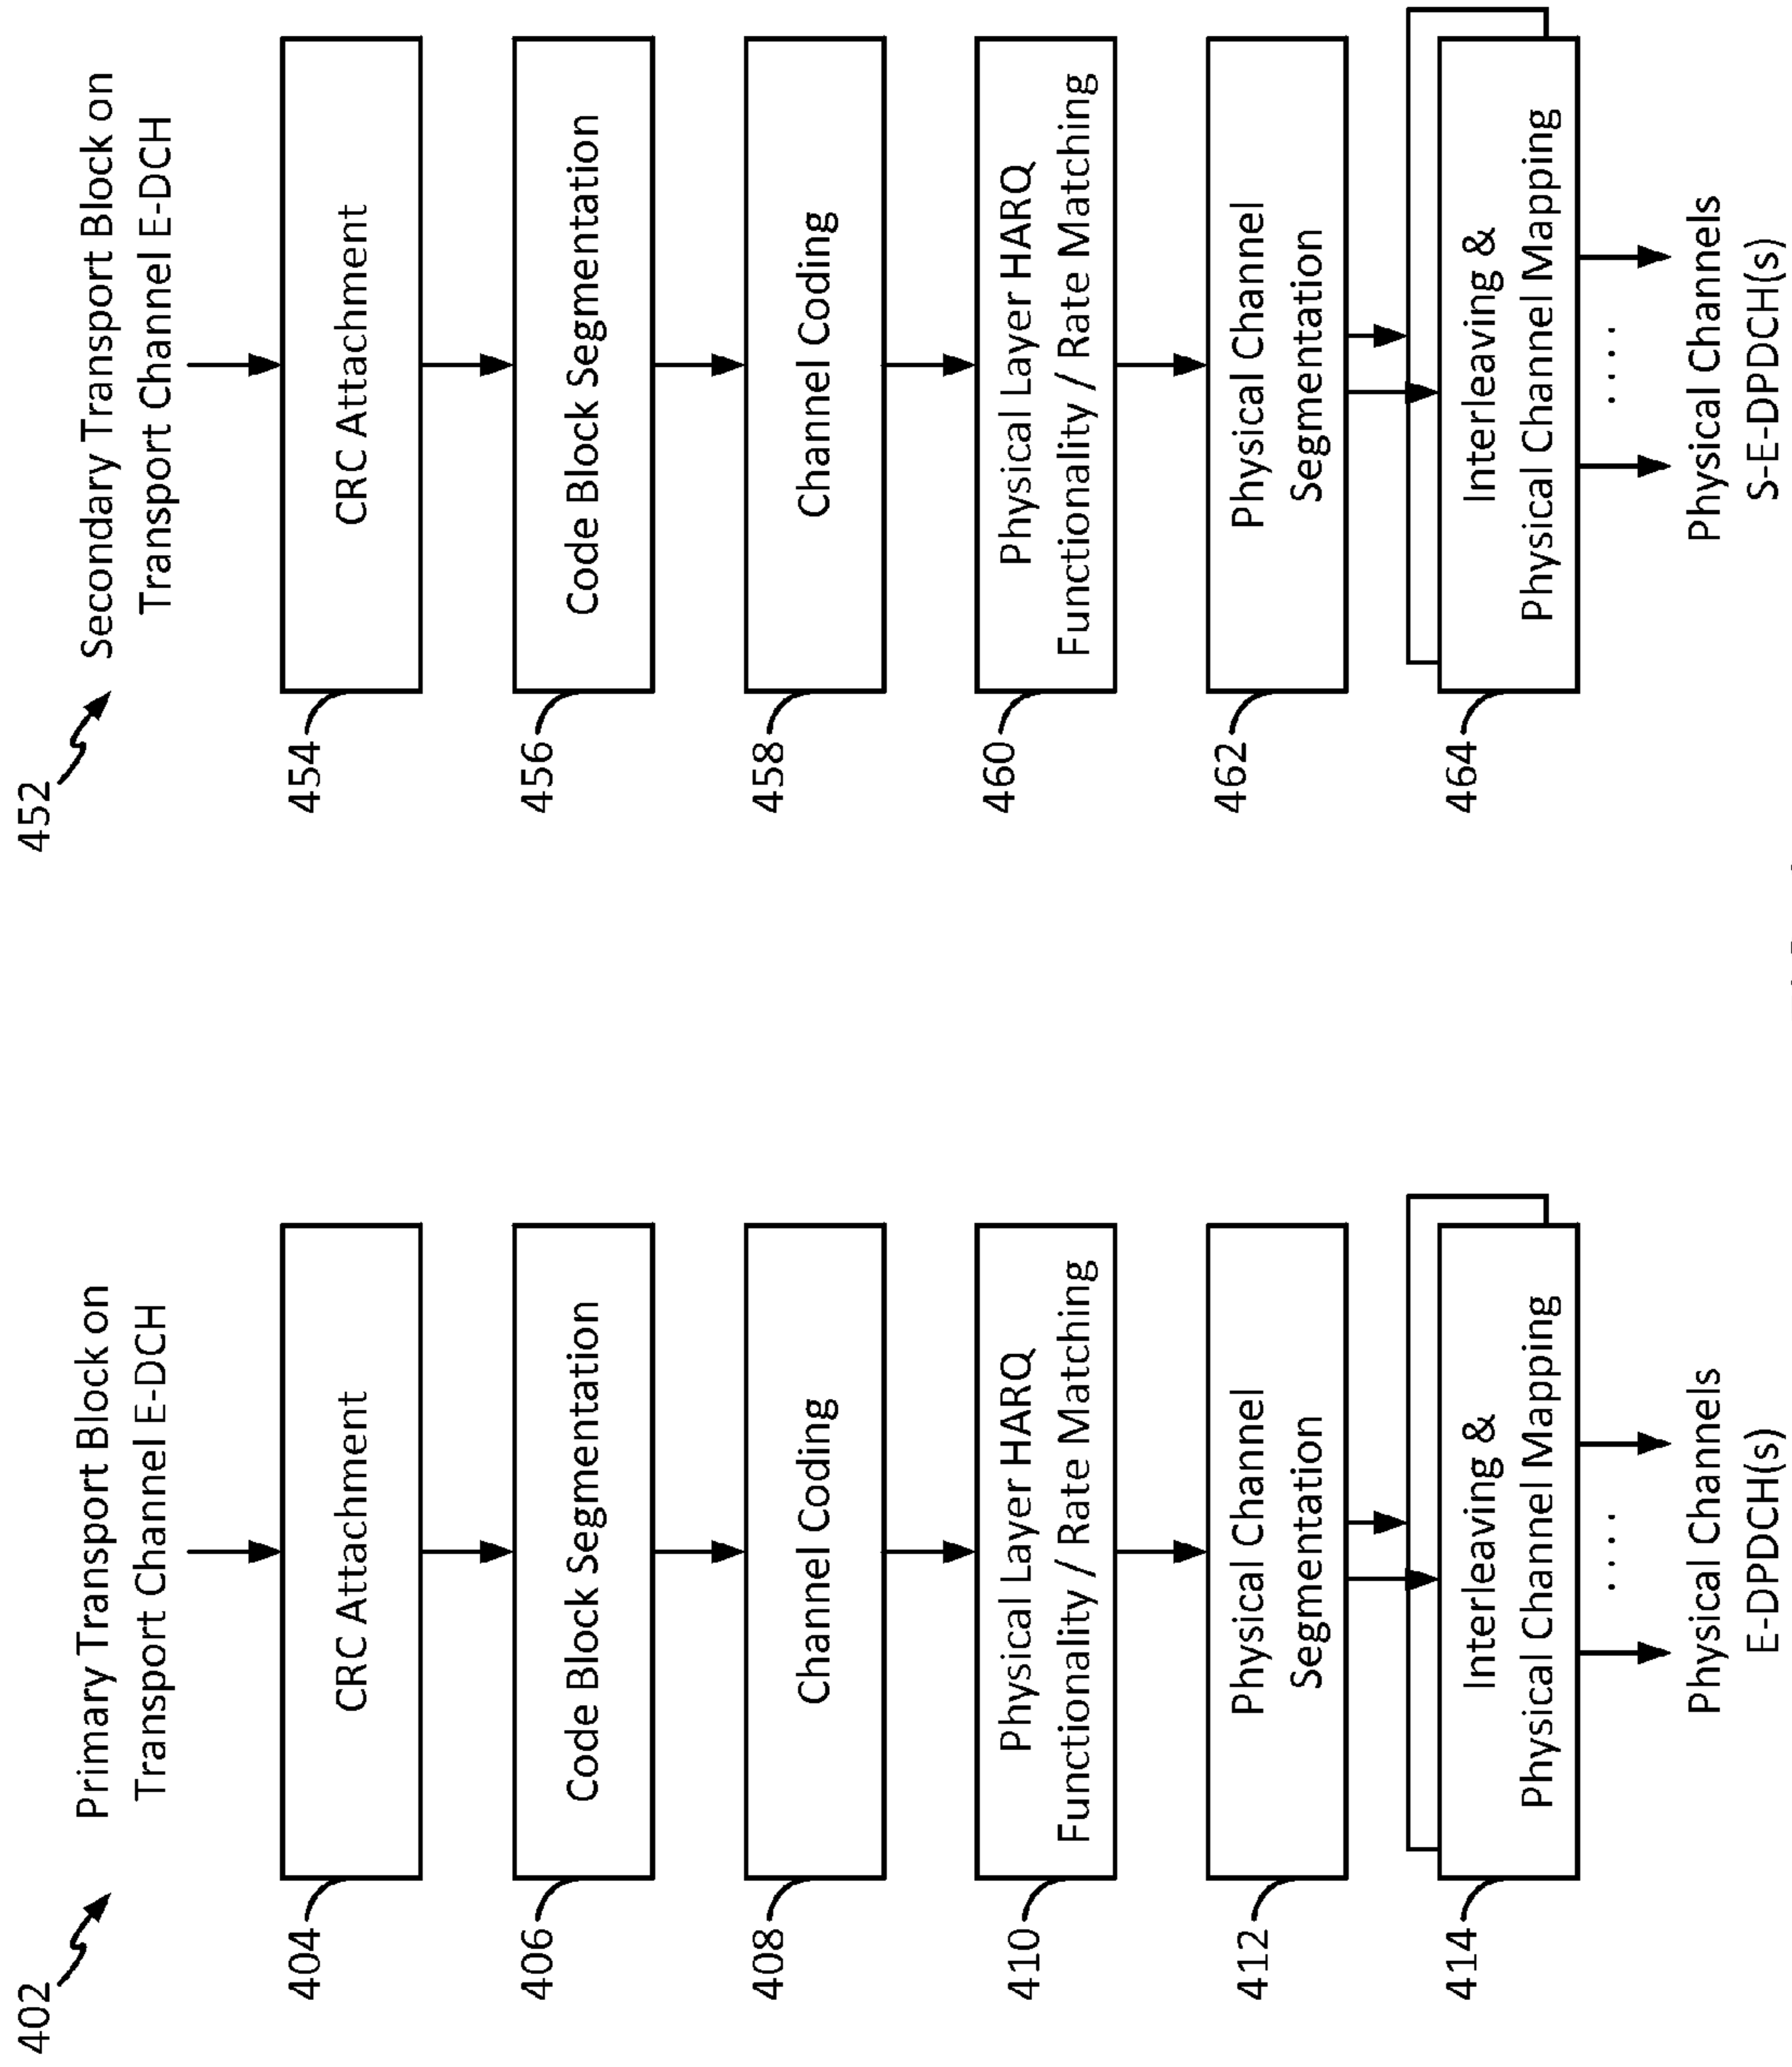 402
Primary Transport Block on
Transport Channel E-DCH
404
CRC Attachment
406
Code Block Segmentation
408
Channel Coding
410
Physical Layer HARQ
Functionality / Rate Matching
412
Physical Channel
Segmentation
414
Interleaving &
Physical Channel Mapping
. . . .
Physical Channels
E-DPDCH(s)
452
Secondary Transport Block on
Transport Channel E-DCH
454
CRC Attachment
456
Code Block Segmentation
458
Channel Coding
460
Physical Layer HARQ
Functionality / Rate Matching
462
Physical Channel
Segmentation
464
Interleaving &
Physical Channel Mapping
. . . .
Physical Channels
S-E-DPDCH(s)